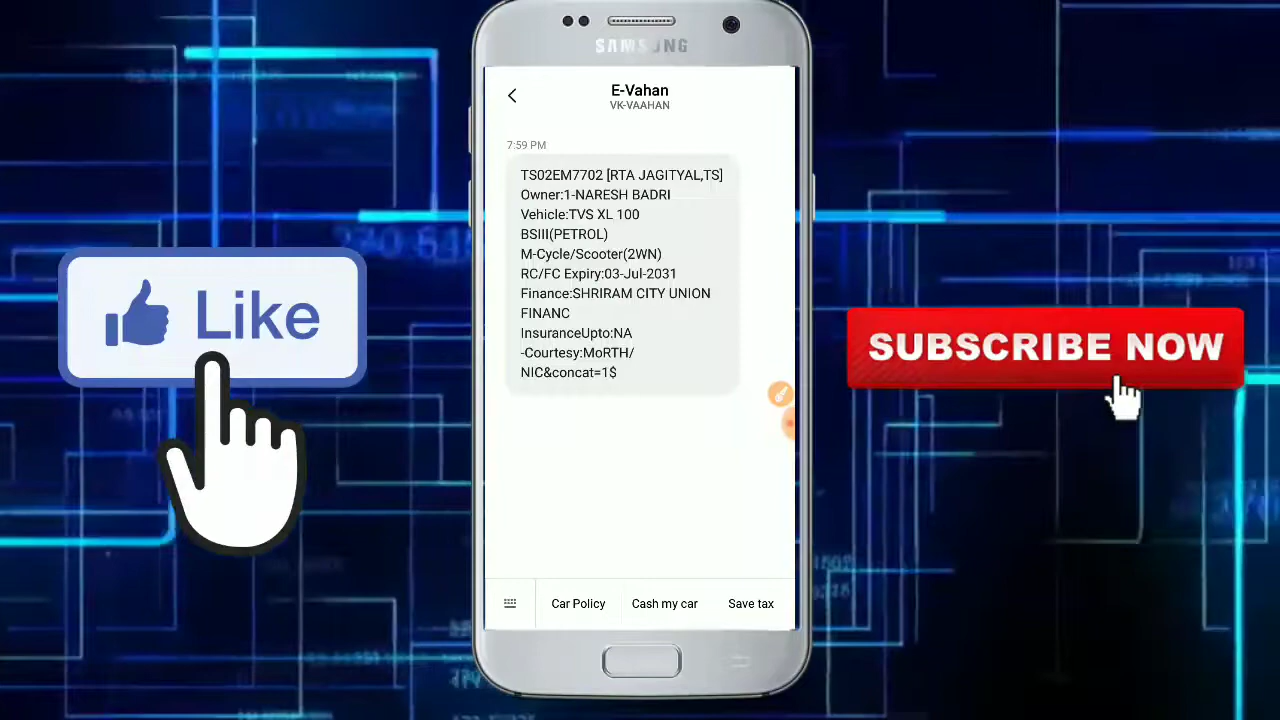 SAMSUNG
E-Vahan
VK-VAAHAN
7:59 PM
TS02EM7702 [RTA JAGITYAL,TS]
Owner:1-NARESH BADRI
Vehicle:TVS XL 100
BSIII(PETROL)
M-Cycle/Scooter(2WN)
RC/FC Expiry:03-Jul-2031
Finance:SHRIRAM CITY UNION
FINANC
InsuranceUpto:NA
-Courtesy:MoRTH/
NIC&concat=1$
Like
SUBSCRIBE NOW
Car Policy
Cash my car
Save tax